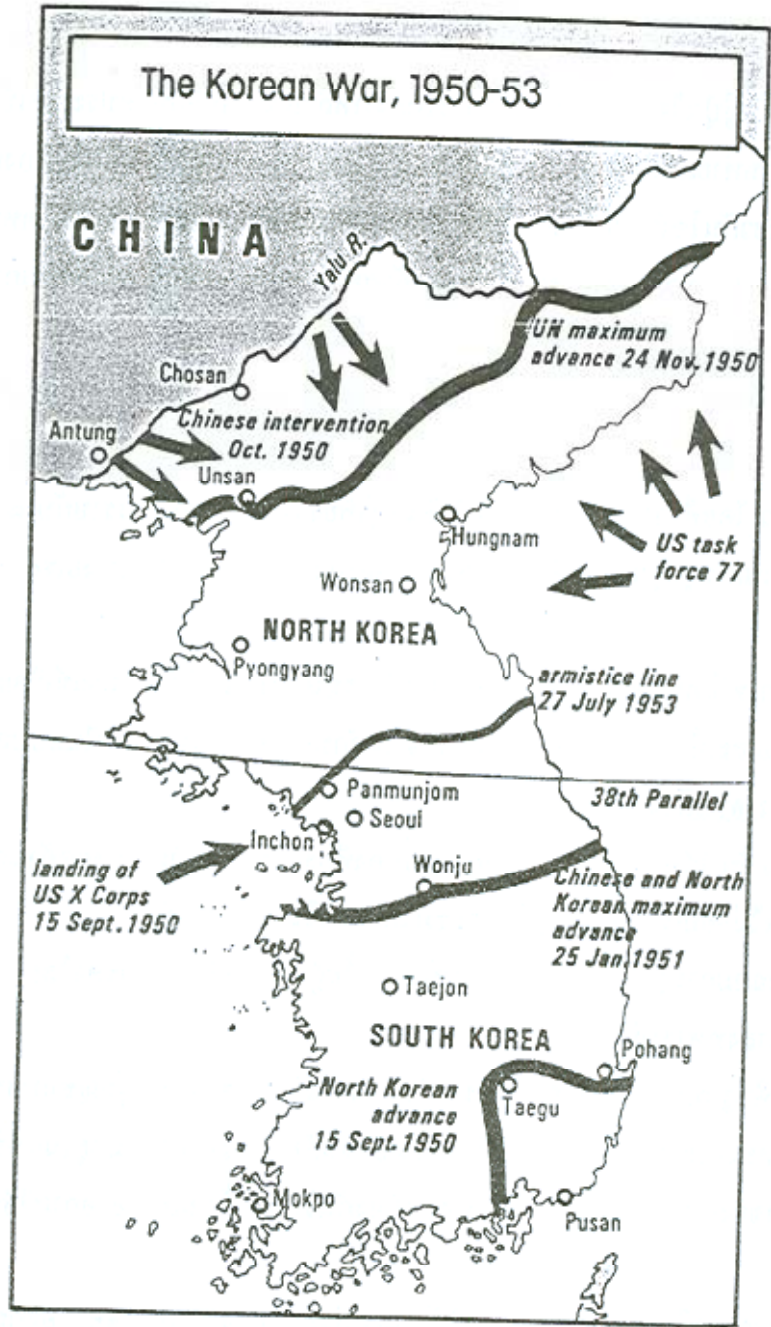 The Korean War, 1950-53
CHINA
Yalu R.
UN maximum
advance 24 Nov. 1950
Chosan
Chinese intervention
Oct. 1950
Antung
Unsan
Hungnam
US task
force 77
Wonsan
NORTH KOREA
Pyongyang
armistice line
27 July 1953
38th Parallel
Panmunjom
Seoul
Inchon
landing of
US X Corps
15 Sept. 1950
Wonju
Chinese and North
Korean maximum
advance
25 Jan. 1951
Taejon
SOUTH KOREA
Pohang
North Korean
advance
15 Sept. 1950
Taegu
Mokpo
Pusan